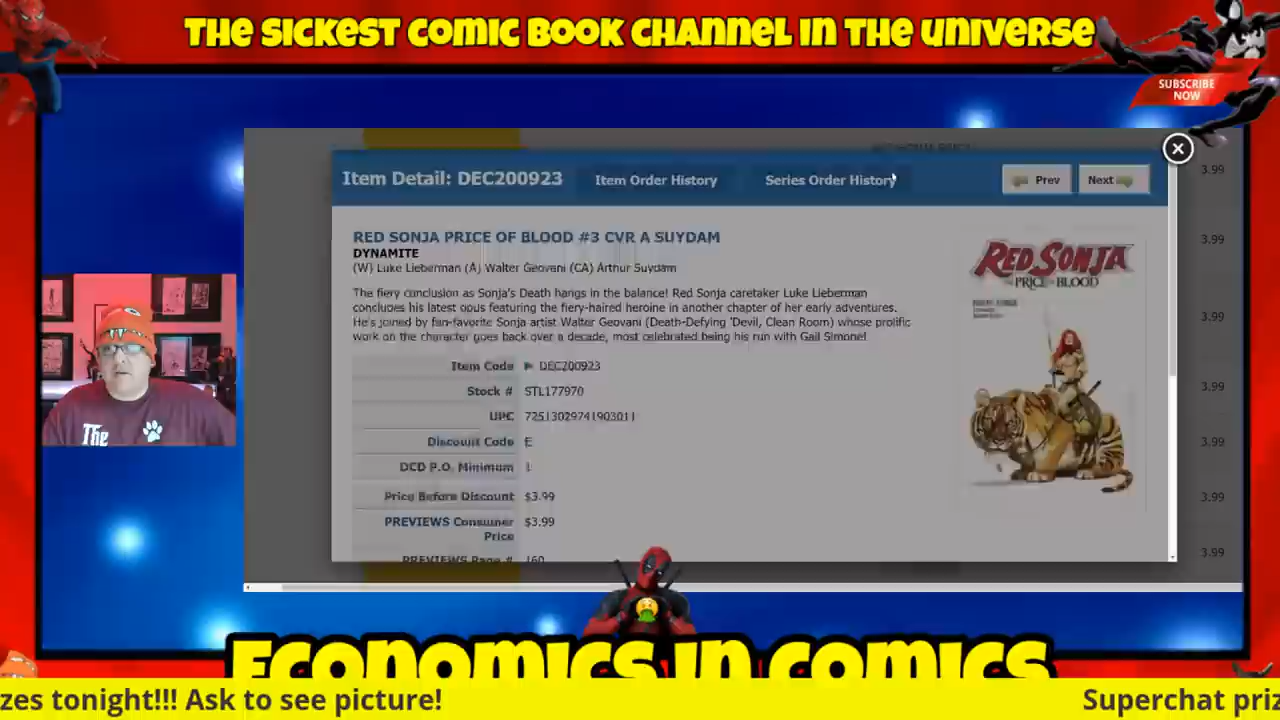 THE SICKEST COMIC BOOK CHANNEL IN THE UNIVERSE
SUBSCRIBE
NOW
Item Detail: DEC200923
Item Order History
Series Order History
Prev
Next
3.99
3.99
3.99
3.99
3.99
3.99
3.99
RED SONJA PRICE OF BLOOD #3 CVR A SUYDAM
DYNAMITE
(W) Luke Lieberman (A) Walter Geovani (CA) Arthur Suydam
The fiery conclusion as Sonja's Death hangs in the balance! Red Sonja caretaker Luke Lieberman
concludes his latest opus featuring the fiery-haired heroine in another chapter of her early adventures.
He's joined by fan-favorite Sonja artist Walter Geovani (Death-Defying 'Devil, Clean Room) whose prolific
work on the character goes back over a decade, most celebrated being his run with Gail Simone!
Item Code DEC200923
Stock # STL177970
UPC 72513029741903011
Discount Code E
DCD P.O. Minimum 1
Price Before Discount $3.99
PREVIEWS Consumer $3.99
Price
PREVIEWS Page # 160
RED SONJA
THE PRICE OF BLOOD
The
ECONOMICS IN COMICS
zes tonight!!! Ask to see picture!
Superchat priz